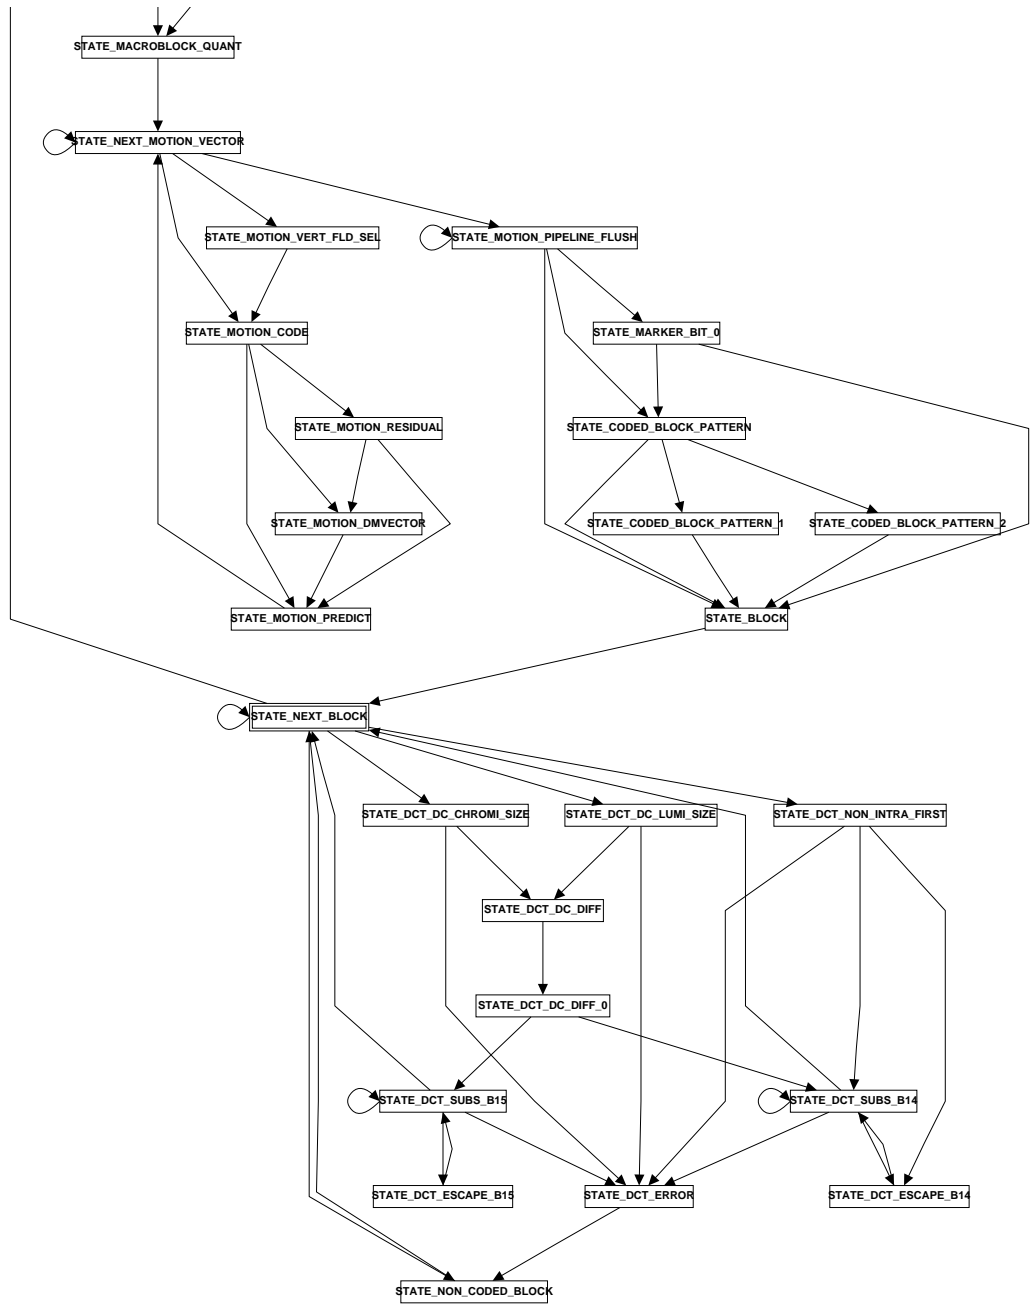 STATE_MACROBLOCK_QUANT
STATE_NEXT_MOTION_VECTOR
STATE_MOTION_VERT_FLD_SEL
STATE_MOTION_PIPELINE_FLUSH
STATE_MOTION_CODE
STATE_MARKER_BIT_0
STATE_MOTION_RESIDUAL
STATE_CODED_BLOCK_PATTERN
STATE_MOTION_DMVECTOR
STATE_CODED_BLOCK_PATTERN_1
STATE_CODED_BLOCK_PATTERN_2
STATE_MOTION_PREDICT
STATE_BLOCK
STATE_NEXT_BLOCK
STATE_DCT_DC_CHROMI_SIZE
STATE_DCT_DC_LUMI_SIZE
STATE_DCT_NON_INTRA_FIRST
STATE_DCT_DC_DIFF
STATE_DCT_DC_DIFF_0
STATE_DCT_SUBS_B15
STATE_DCT_SUBS_B14
STATE_DCT_ESCAPE_B15
STATE_DCT_ERROR
STATE_DCT_ESCAPE_B14
STATE_NON_CODED_BLOCK